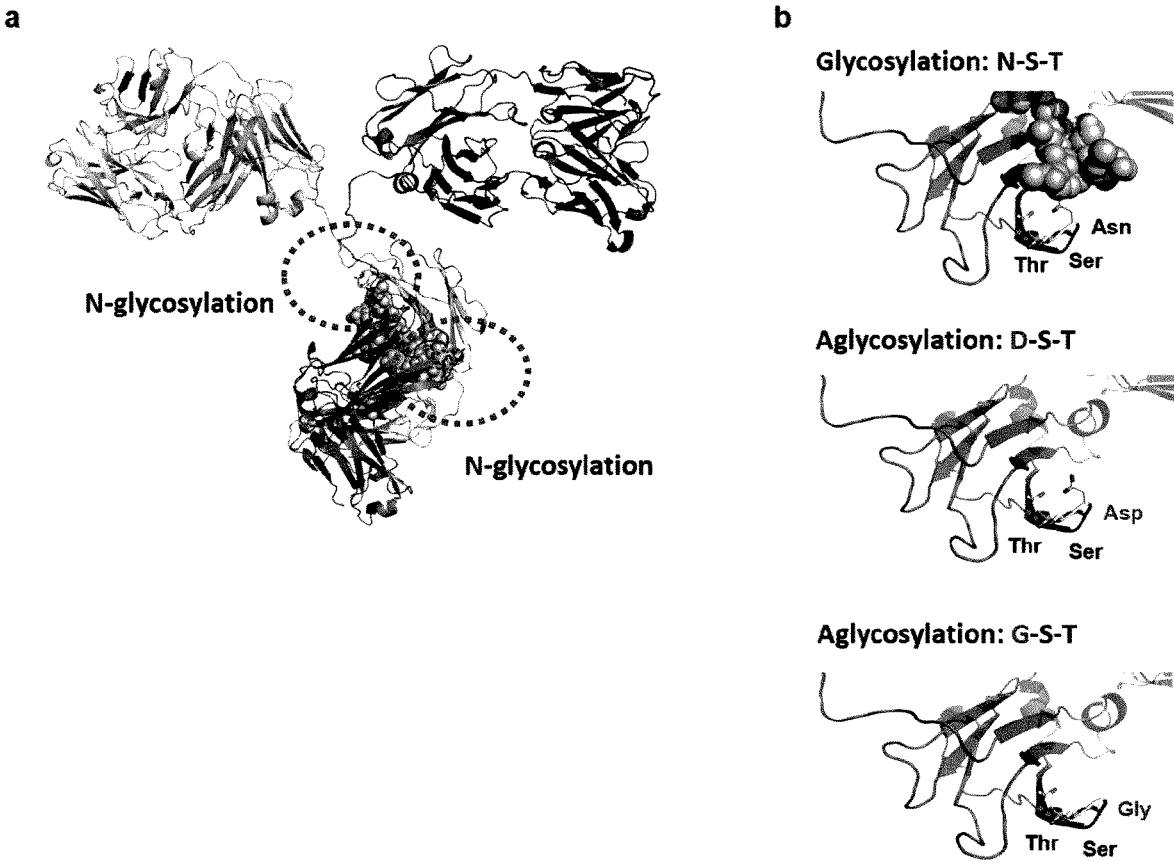 a
N-glycosylation
N-glycosylation
b
Glycosylation: N-S-T
Asn
Thr
Ser
Aglycosylation: D-S-T
Asp
Thr
Ser
Aglycosylation: G-S-T
Gly
Thr
Ser